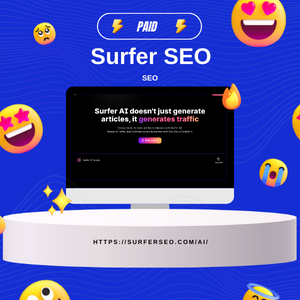 PAID
Surfer SEO
SEO
Surfer AI doesn't just generate
articles, it generates traffic
HTTPS://SURFERSEO.COM/AI/